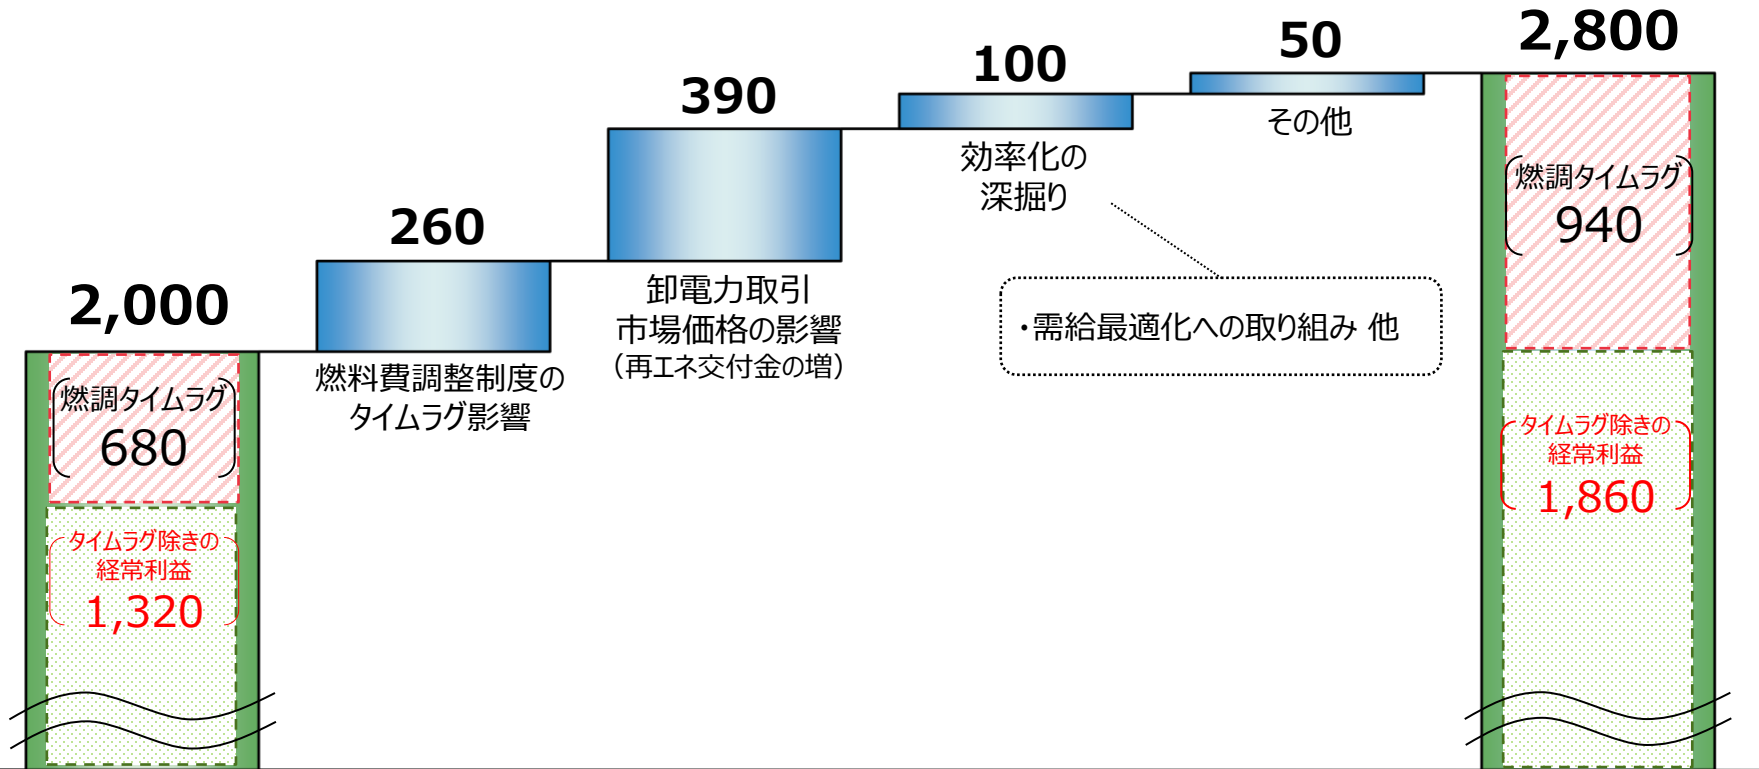 2,000
燃調タイムラグ
680
タイムラグ除きの
経常利益
1,320
260
燃料費調整制度の
タイムラグ影響
390
卸電力取引
市場価格の影響
（再エネ交付金の増）
100
効率化の
深掘り
・需給最適化への取り組み 他
50
その他
2,800
燃調タイムラグ
940
タイムラグ除きの
経常利益
1,860